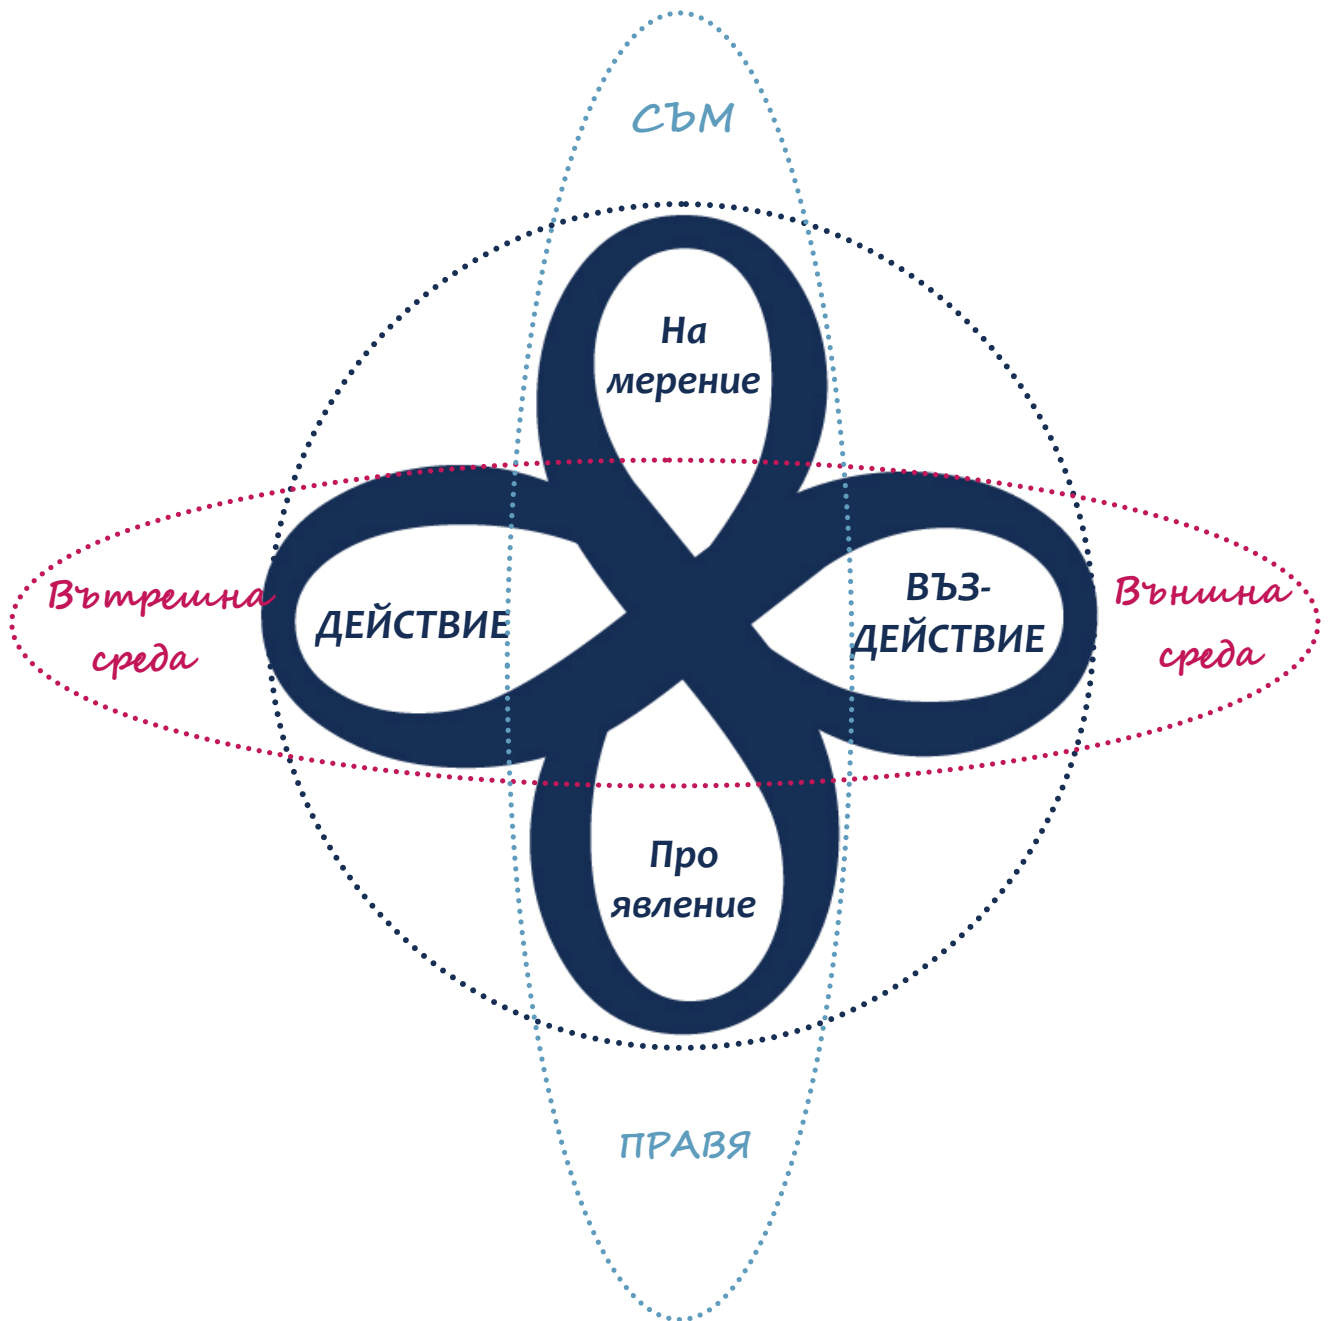 СЪМ
На
мерение
Вътрешна
среда
ДЕЙСТВИЕ
ВЪЗ-
ДЕЙСТВИЕ
Външна
среда
Про
явление
ПРАВЯ